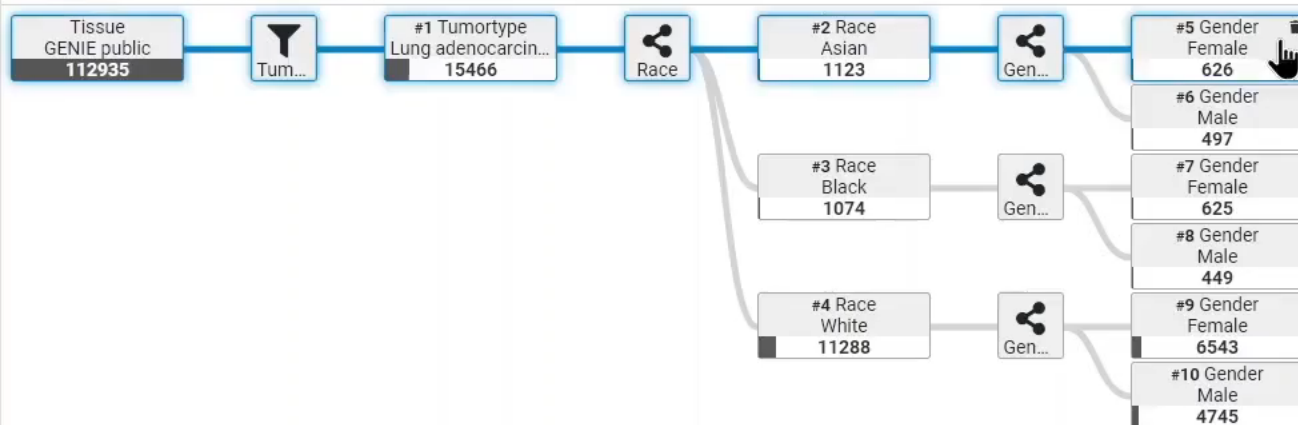 Tissue
GENIE public
112935
Tum...
#1 Tumortype
Lung adenocarcin...
15466
Race
#2 Race
Asian
1123
Gen...
#5 Gender
Female
626
#6 Gender
Male
497
#3 Race
Black
1074
Gen...
#7 Gender
Female
625
#8 Gender
Male
449
#4 Race
White
11288
Gen...
#9 Gender
Female
6543
#10 Gender
Male
4745